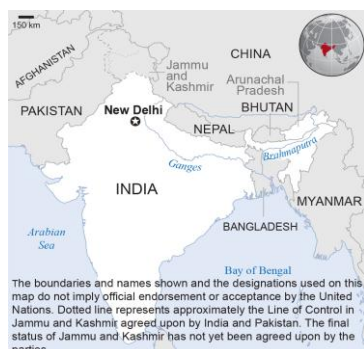 150 km
AFGHANISTAN
Jammu
and
Kashmir
CHINA
Arunachal
Pradesh
PAKISTAN
New Delhi
BHUTAN
NEPAL
Ganges
Brahmaputra
INDIA
MYANMAR
Arabian
Sea
BANGLADESH
Bay of Bengal
The boundaries and names shown and the designations used on this
map do not imply official endorsement or acceptance by the United
Nations. Dotted line represents approximately the Line of Control in
Jammu and Kashmir agreed upon by India and Pakistan. The final
status of Jammu and Kashmir has not yet been agreed upon by the
parties.